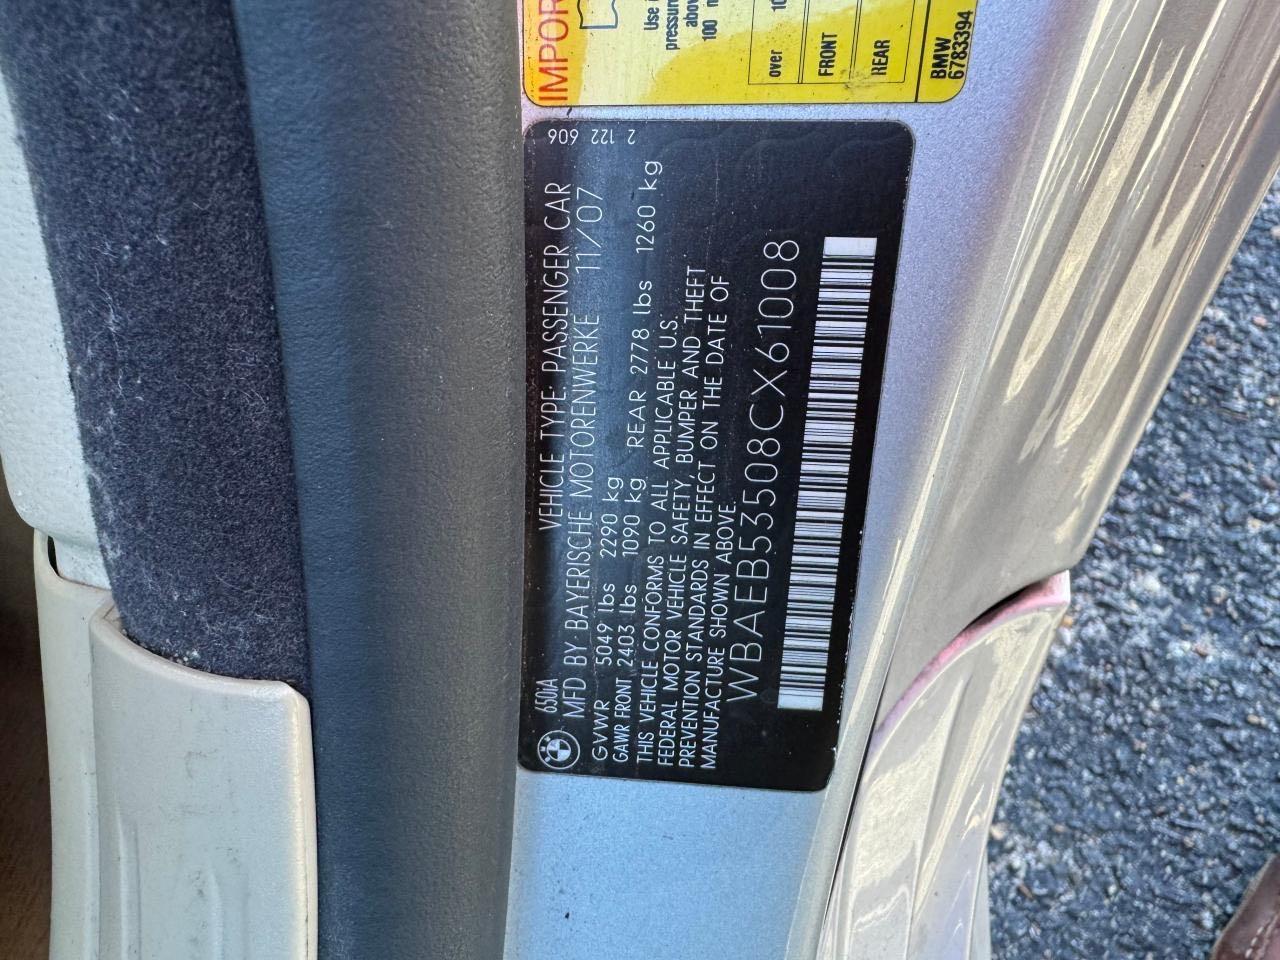 IMPOR
Use
pressur
abov
100
over
FRONT
REAR
BMW
6783394
650iA
VEHICLE TYPE: PASSENGER CAR
2 122 606
MFD BY: BAYERISCHE MOTORENWERKE 11/07
GVWR 5049 lbs 2290 kg
GAWR FRONT 2403 lbs 1090 kg REAR 2778 lbs 1260 kg
THIS VEHICLE CONFORMS TO ALL APPLICABLE U.S.
FEDERAL MOTOR VEHICLE SAFETY, BUMPER AND THEFT
PREVENTION STANDARDS IN EFFECT ON THE DATE OF
MANUFACTURE SHOWN ABOVE.
WBAEB53508CX61008